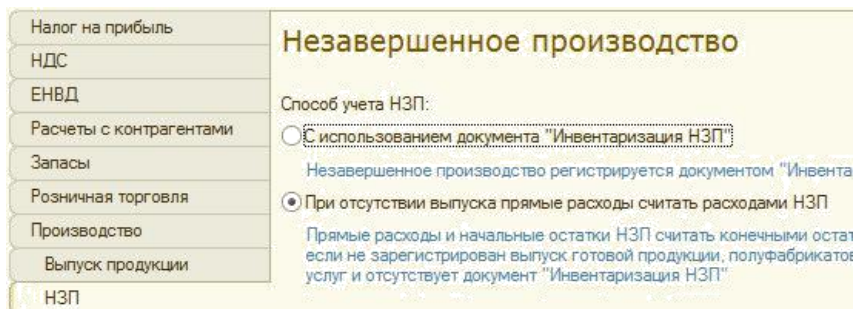 Налог на прибыль
НДС
ЕНВД
Расчеты с контрагентами
Запасы
Розничная торговля
Производство
Выпуск продукции
НЗП
Незавершенное производство
Способ учета НЗП:
С использованием документа "Инвентаризация НЗП"
Незавершенное производство регистрируется документом "Инвента
При отсутствии выпуска прямые расходы считать расходами НЗП
Прямые расходы и начальные остатки НЗП считать конечными остат
если не зарегистрирован выпуск готовой продукции, полуфабрикатов
услуг и отсутствует документ "Инвентаризация НЗП"